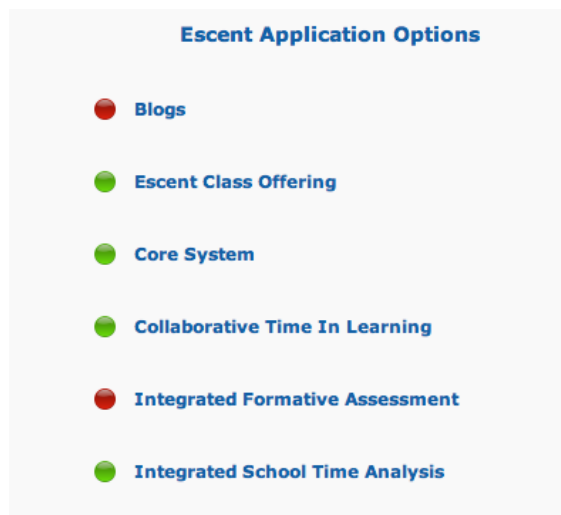 Escent Application Options
Blogs
Escent Class Offering
Core System
Collaborative Time In Learning
Integrated Formative Assessment
Integrated School Time Analysis